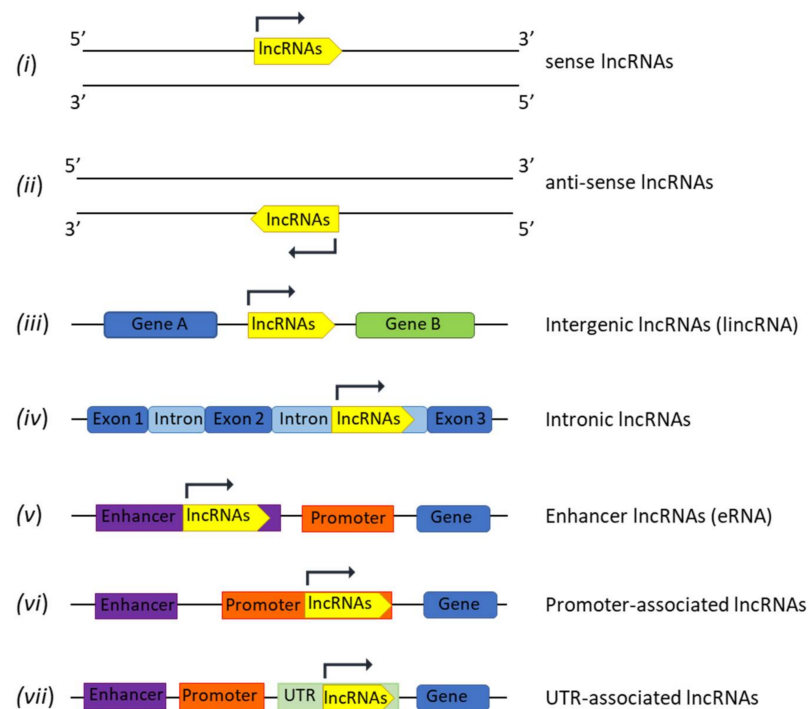 5’ lncRNAs 3’
(i) sense lncRNAs
3’ 5’
5’ 3’
(ii) anti-sense lncRNAs
3’ lncRNAs 5’
(iii) Gene A lncRNAs Gene B Intergenic lncRNAs (lincRNA)
(iv) Exon 1 Intron Exon 2 Intron lncRNAs Exon 3 Intronic lncRNAs
(v) Enhancer lncRNAs Promoter Gene Enhancer lncRNAs (eRNA)
(vi) Enhancer Promoter lncRNAs Gene Promoter-associated lncRNAs
(vii) Enhancer Promoter UTR lncRNAs Gene UTR-associated lncRNAs